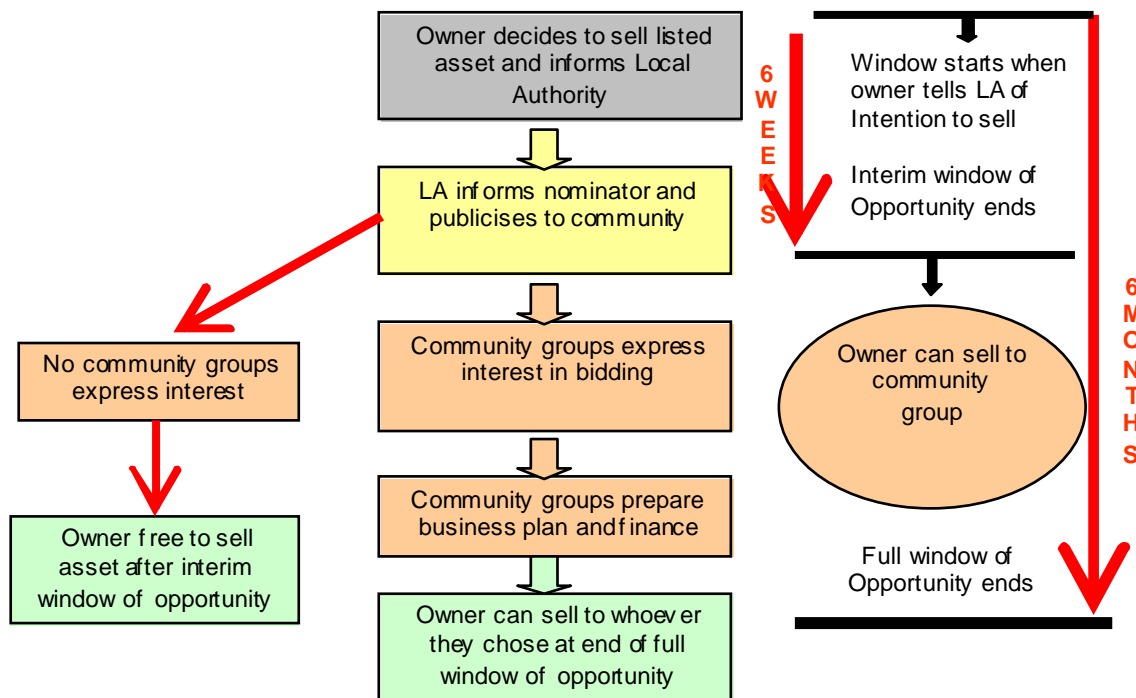 Owner decides to sell listed
asset and informs Local
Authority
LA informs nominator and
publicises to community
No community groups
express interest
Owner free to sell
asset after interim
window of opportunity
Community groups express
interest in bidding
Community groups prepare
business plan and finance
Owner can sell to whoever
they chose at end of full
window of opportunity
6 WEEKS
Window starts when
owner tells LA of
Intention to sell
Interim window of
Opportunity ends
Owner can sell to
community
group
Full window of
Opportunity ends
6 MONTHS